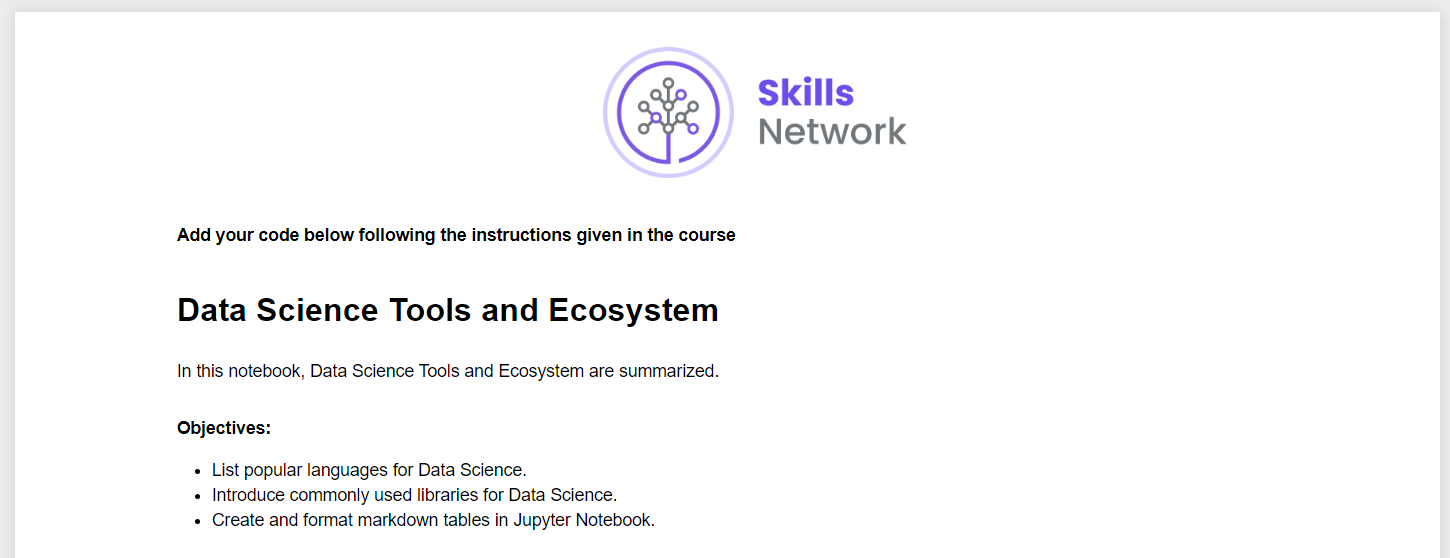 Skills
Network
Add your code below following the instructions given in the course
Data Science Tools and Ecosystem
In this notebook, Data Science Tools and Ecosystem are summarized.
Objectives:
• List popular languages for Data Science.
• Introduce commonly used libraries for Data Science.
• Create and format markdown tables in Jupyter Notebook.